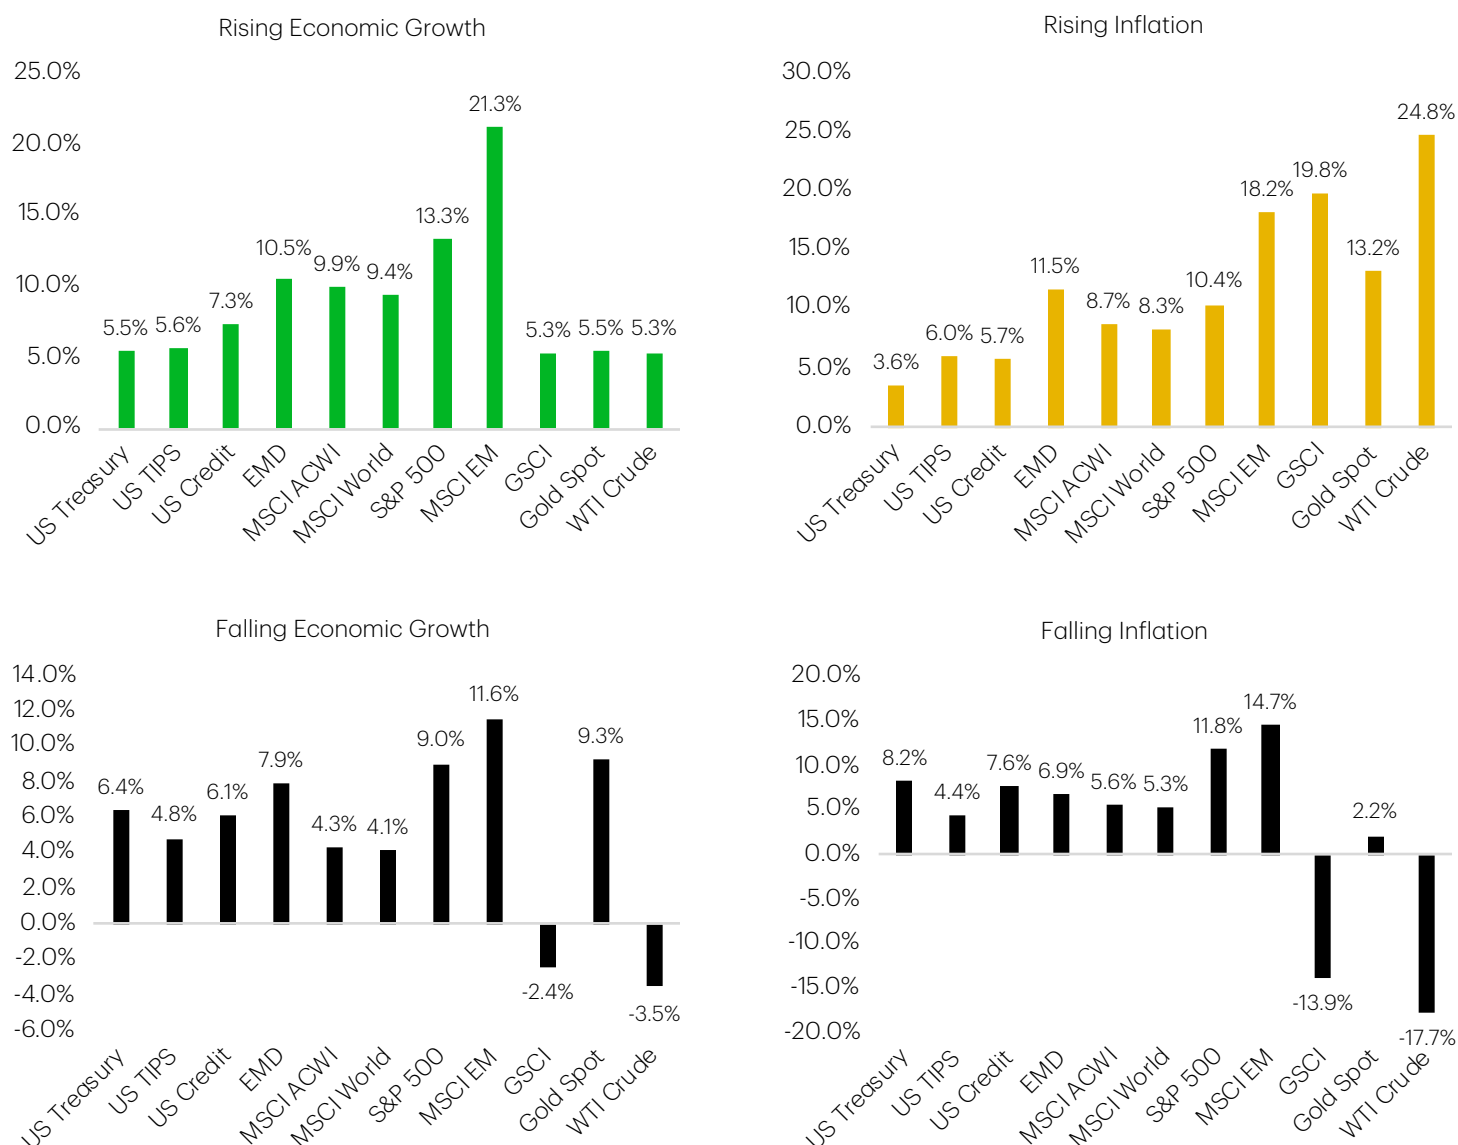 Rising Economic Growth
25.0%
20.0%
15.0%
10.0%
5.0%
0.0%
5.5%
5.6%
7.3%
10.5%
9.9%
9.4%
13.3%
21.3%
5.3%
5.5%
5.3%
US Treasury
US TIPS
US Credit
EMD
MSCI ACWI
MSCI World
S&P 500
MSCI EM
GSCI
Gold Spot
WTI Crude
Rising Inflation
30.0%
25.0%
20.0%
15.0%
10.0%
5.0%
0.0%
3.6%
6.0%
5.7%
11.5%
8.7%
8.3%
10.4%
18.2%
19.8%
13.2%
24.8%
US Treasury
US TIPS
US Credit
EMD
MSCI ACWI
MSCI World
S&P 500
MSCI EM
GSCI
Gold Spot
WTI Crude
Falling Economic Growth
14.0%
12.0%
10.0%
8.0%
6.0%
4.0%
2.0%
0.0%
-2.0%
-4.0%
-6.0%
6.4%
4.8%
6.1%
7.9%
4.3%
4.1%
9.0%
11.6%
-2.4%
9.3%
-3.5%
US Treasury
US TIPS
US Credit
EMD
MSCI ACWI
MSCI World
S&P 500
MSCI EM
GSCI
Gold Spot
WTI Crude
Falling Inflation
20.0%
15.0%
10.0%
5.0%
0.0%
-5.0%
-10.0%
-15.0%
-20.0%
8.2%
4.4%
7.6%
6.9%
5.6%
5.3%
11.8%
14.7%
-13.9%
2.2%
-17.7%
US Treasury
US TIPS
US Credit
EMD
MSCI ACWI
MSCI World
S&P 500
MSCI EM
GSCI
Gold Spot
WTI Crude